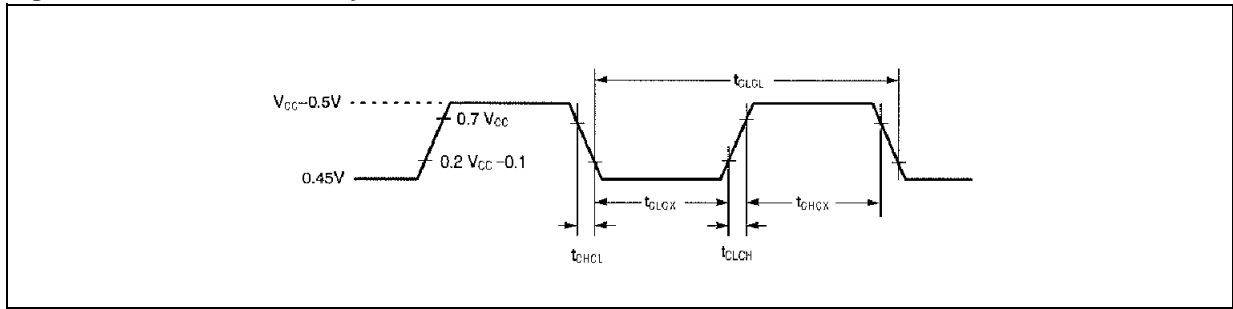 tCLCL
VCC−0.5V
0.7 VCC
0.2 VCC −0.1
0.45V
tCLCX
tCHCX
tCHCL
tCLCH